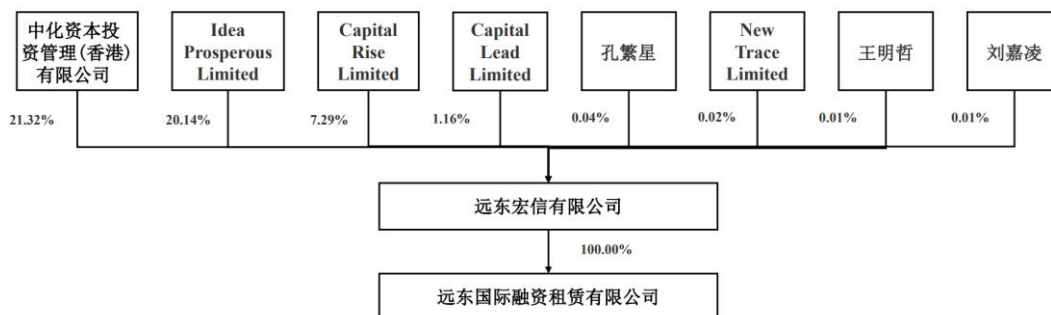 中化资本投
资管理(香港)
有限公司
Idea
Prosperous
Limited
Capital
Rise
Limited
Capital
Lead
Limited
孔繁星
New
Trace
Limited
王明哲
刘嘉凌
21.32%
20.14%
7.29%
1.16%
0.04%
0.02%
0.01%
0.01%
远东宏信有限公司
100.00%
远东国际融资租赁有限公司